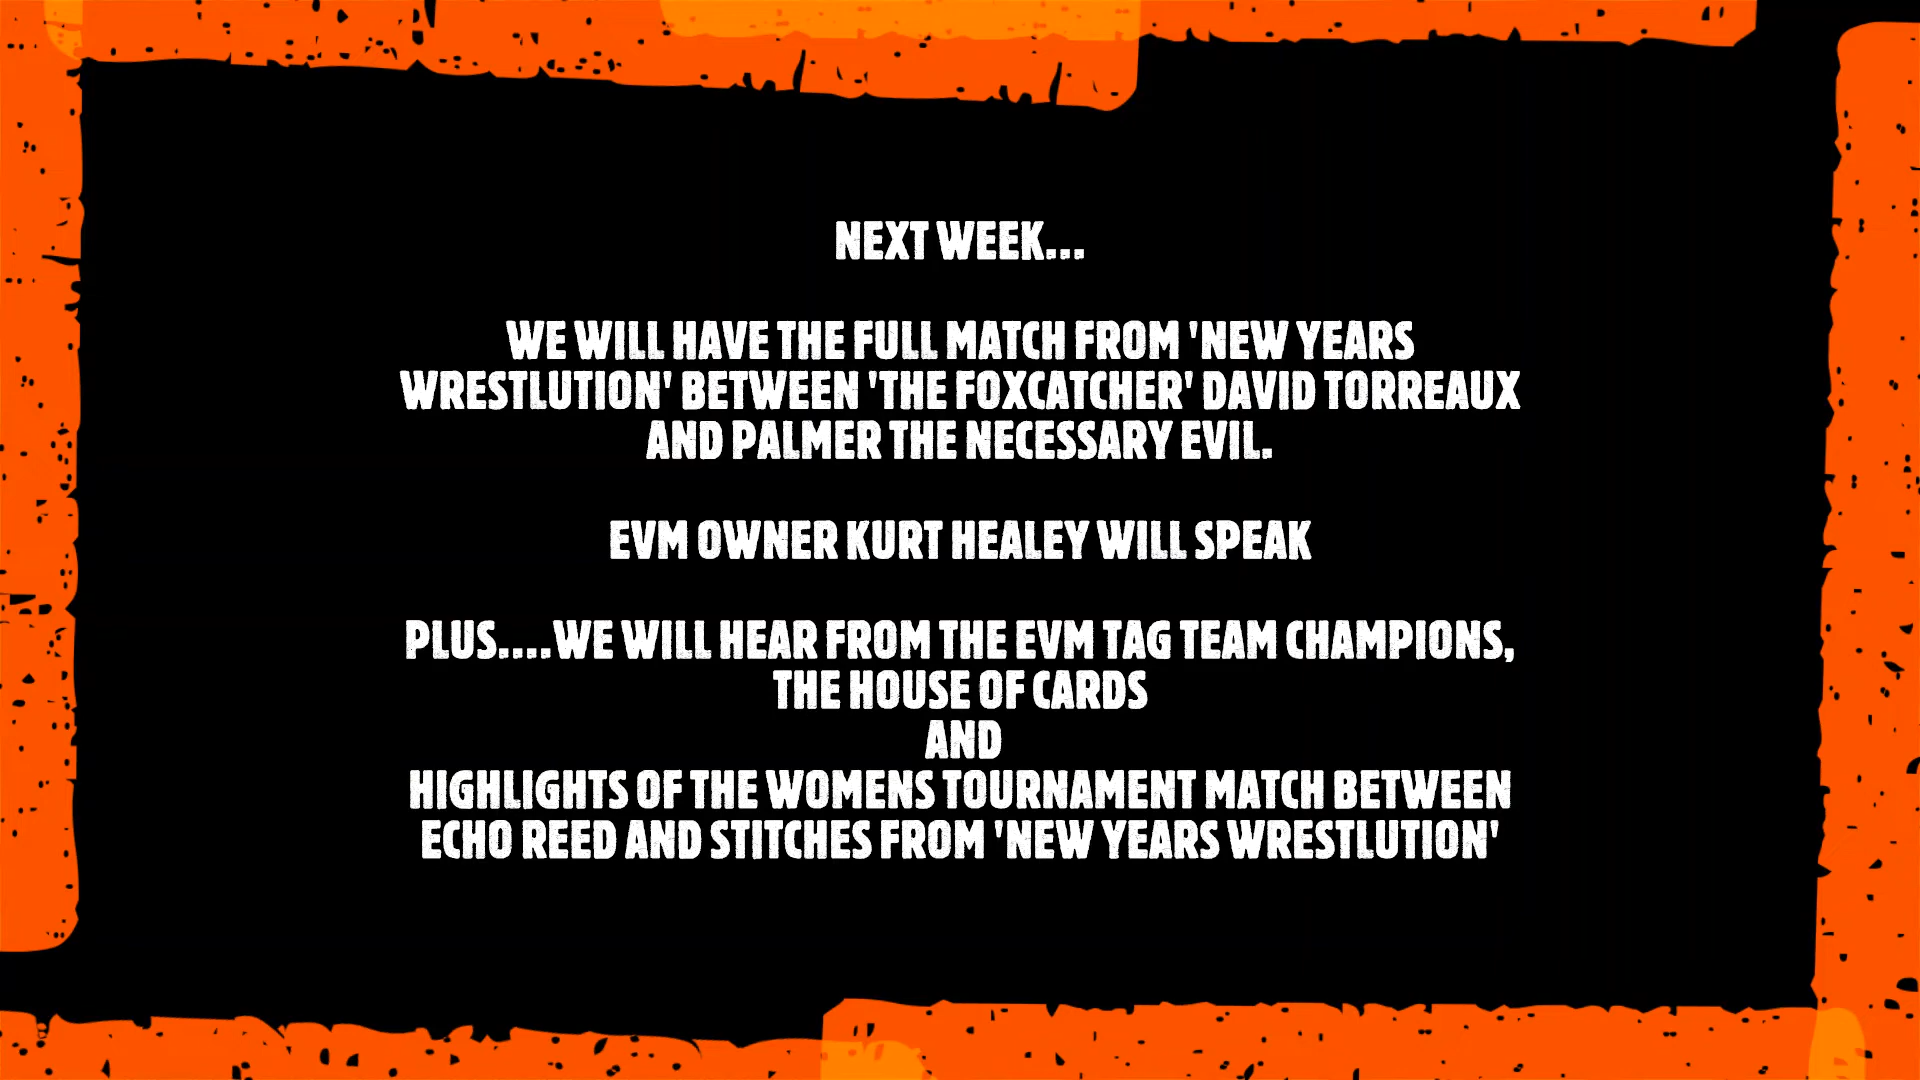 NEXT WEEK...
WE WILL HAVE THE FULL MATCH FROM 'NEW YEARS
WRESTLUTION' BETWEEN 'THE FOXCATCHER' DAVID TORREAUX
AND PALMER THE NECESSARY EVIL.
EVM OWNER KURT HEALEY WILL SPEAK
PLUS....WE WILL HEAR FROM THE EVM TAG TEAM CHAMPIONS,
THE HOUSE OF CARDS
AND
HIGHLIGHTS OF THE WOMENS TOURNAMENT MATCH BETWEEN
ECHO REED AND STITCHES FROM 'NEW YEARS WRESTLUTION'